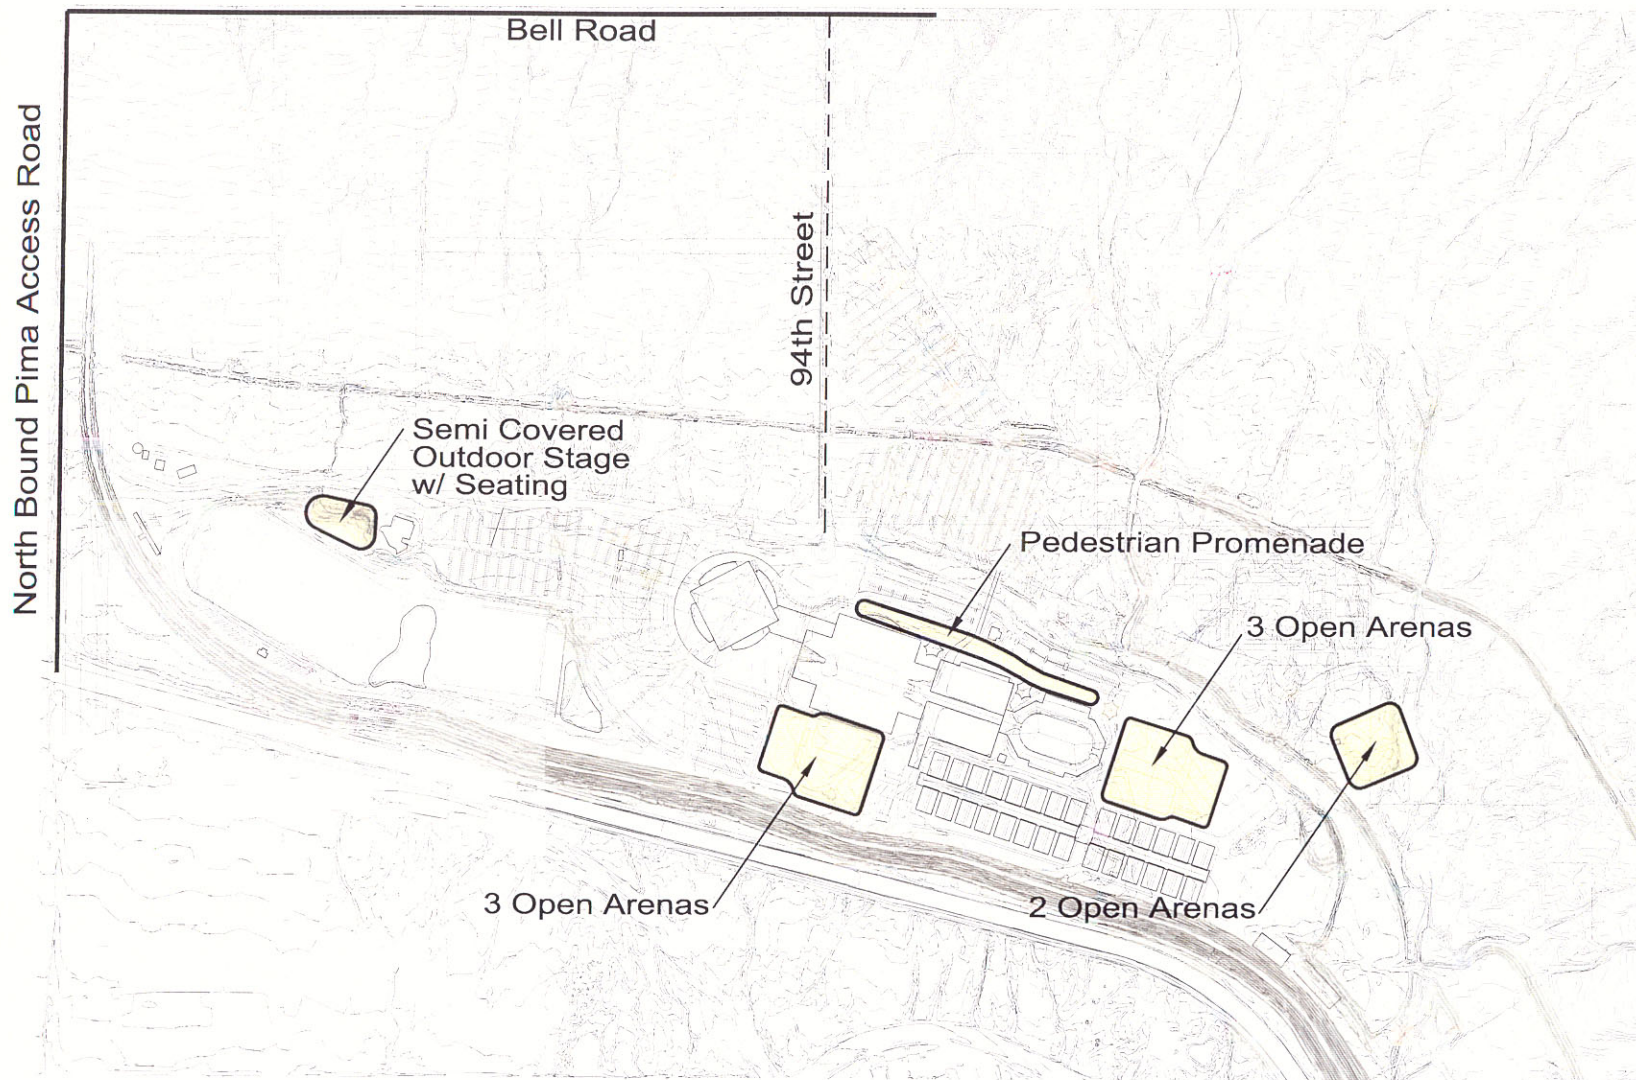 Bell Road
North Bound Pima Access Road
94th Street
Semi Covered
Outdoor Stage
w/ Seating
Pedestrian Promenade
3 Open Arenas
3 Open Arenas
2 Open Arenas